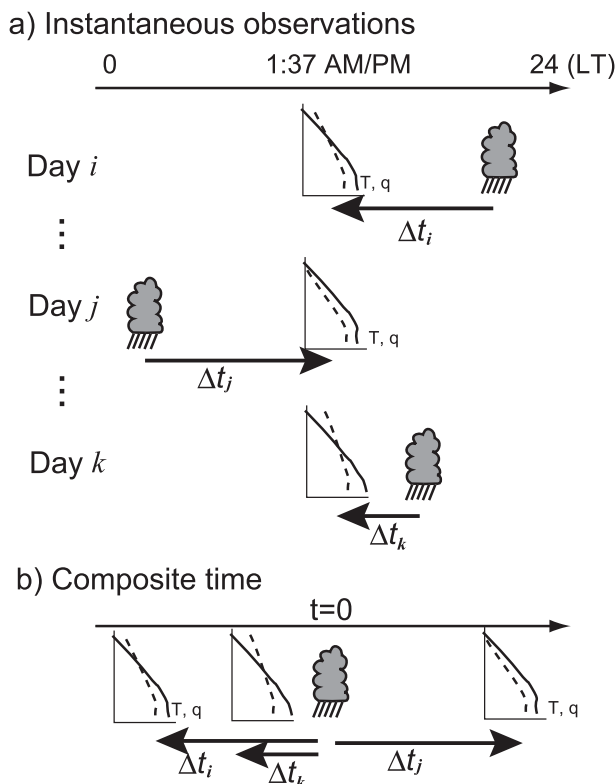 a) Instantaneous observations
0 1:37 AM/PM 24 (LT)
Day i
T, q
Δti
⋮
Day j
T, q
Δtj
⋮
Day k
Δtk
b) Composite time
t=0
T, q
Δti
Δtk
Δtj